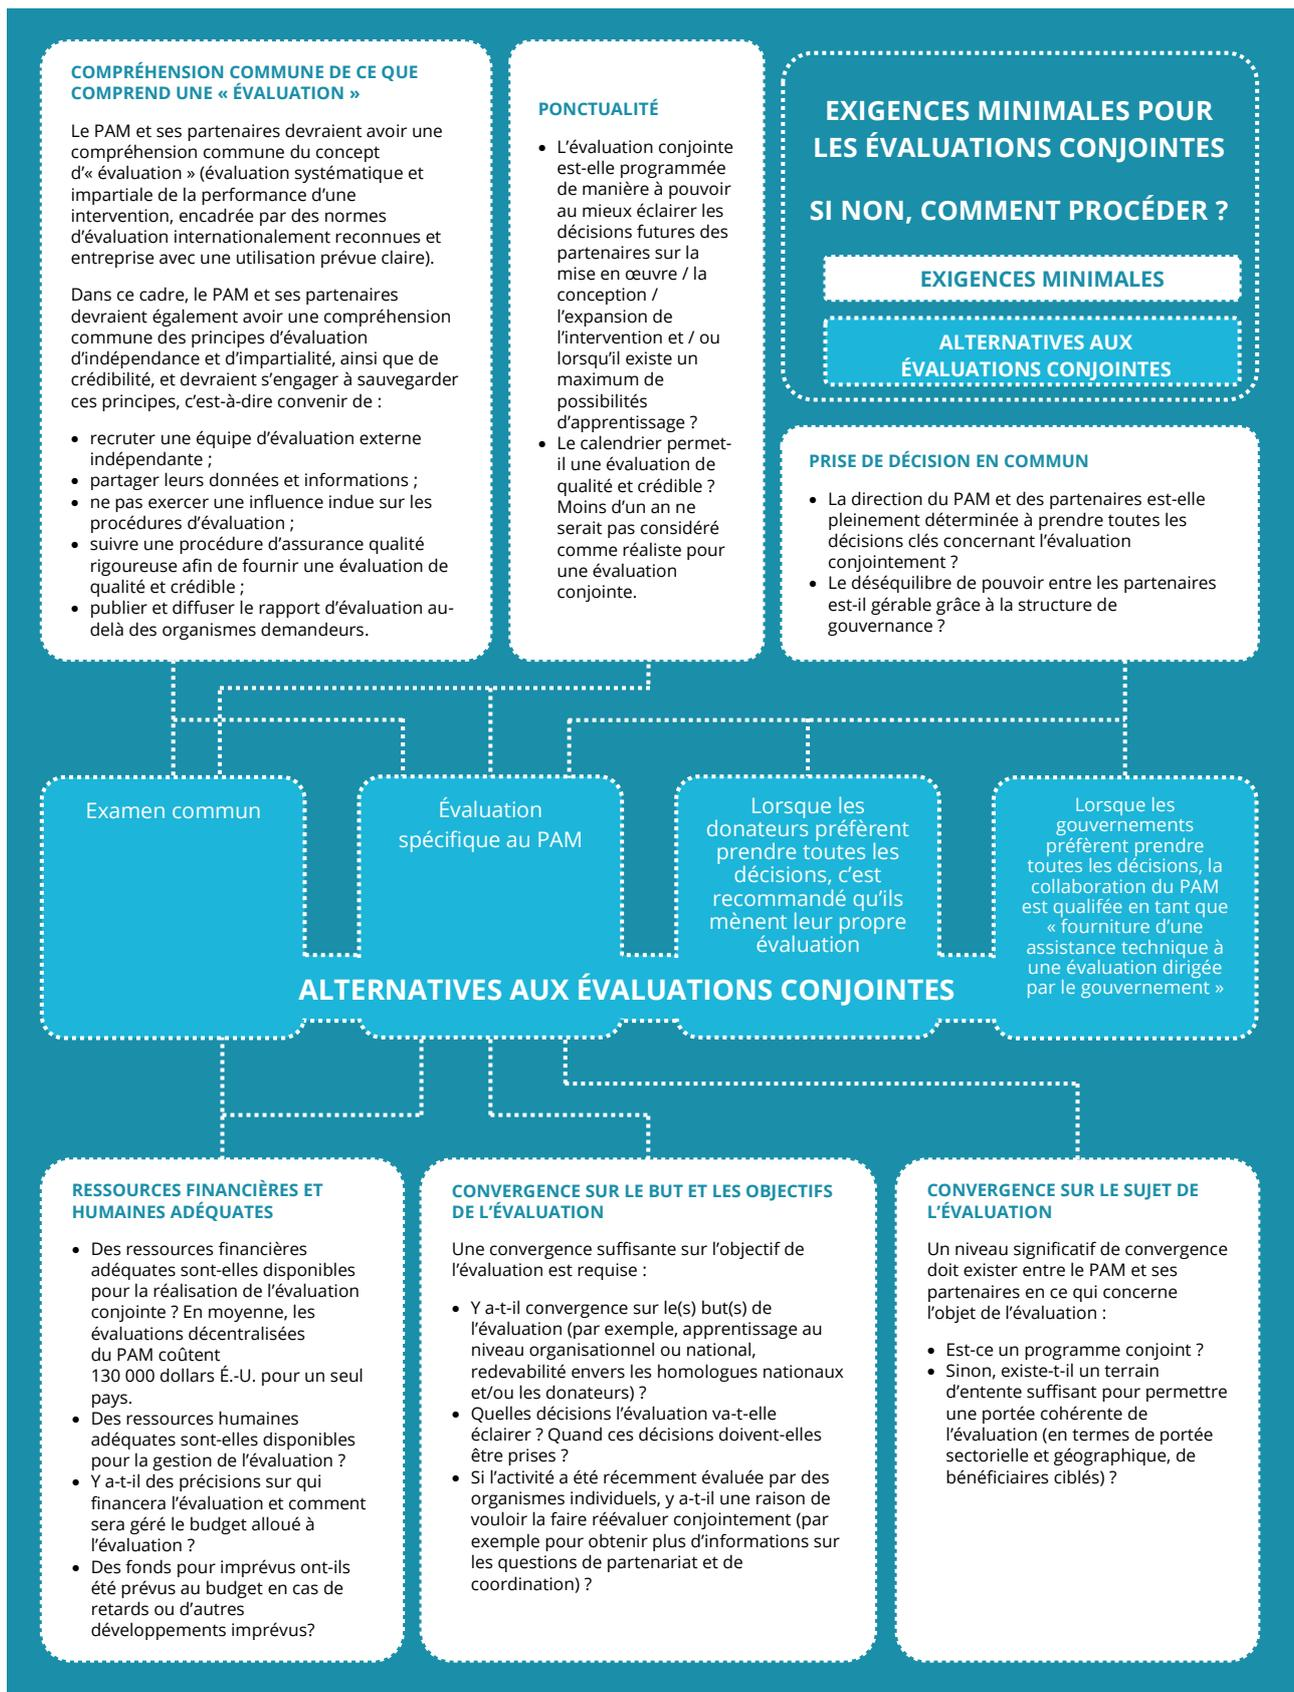 COMPRÉHENSION COMMUNE DE CE QUE
COMPREND UNE « ÉVALUATION »
Le PAM et ses partenaires devraient avoir une
compréhension commune du concept
d’« évaluation » (évaluation systématique et
impartiale de la performance d’une
intervention, encadrée par des normes
d’évaluation internationalement reconnues et
entreprise avec une utilisation prévue claire).
Dans ce cadre, le PAM et ses partenaires
devraient également avoir une compréhension
commune des principes d’évaluation
d’indépendance et d’impartialité, ainsi que de
crédibilité, et devraient s’engager à sauvegarder
ces principes, c’est-à-dire convenir de :
• recruter une équipe d’évaluation externe
indépendante ;
• partager leurs données et informations ;
• ne pas exercer une influence indue sur les
procédures d’évaluation ;
• suivre une procédure d’assurance qualité
rigoureuse afin de fournir une évaluation de
qualité et crédible ;
• publier et diffuser le rapport d’évaluation au-
delà des organismes demandeurs.
PONCTUALITÉ
• L’évaluation conjointe
est-elle programmée
de manière à pouvoir
au mieux éclairer les
décisions futures des
partenaires sur la
mise en œuvre / la
conception /
l’expansion de
l’intervention et / ou
lorsqu’il existe un
maximum de
possibilités
d’apprentissage ?
• Le calendrier permet-
il une évaluation de
qualité et crédible ?
Moins d’un an ne
serait pas considéré
comme réaliste pour
une évaluation
conjointe.
EXIGENCES MINIMALES POUR
LES ÉVALUATIONS CONJOINTES
SI NON, COMMENT PROCÉDER ?
EXIGENCES MINIMALES
ALTERNATIVES AUX
ÉVALUATIONS CONJOINTES
PRISE DE DÉCISION EN COMMUN
• La direction du PAM et des partenaires est-elle
pleinement déterminée à prendre toutes les
décisions clés concernant l’évaluation
conjointement ?
• Le déséquilibre de pouvoir entre les partenaires
est-il gérable grâce à la structure de
gouvernance ?
Examen commun
Évaluation
spécifique au PAM
Lorsque les
donateurs préfèrent
prendre toutes les
décisions, c’est
recommandé qu’ils
mènent leur propre
évaluation
Lorsque les
gouvernements
préfèrent prendre
toutes les décisions, la
collaboration du PAM
est qualifée en tant que
« fourniture d’une
assistance technique à
une évaluation dirigée
par le gouvernement »
ALTERNATIVES AUX ÉVALUATIONS CONJOINTES
RESSOURCES FINANCIÈRES ET
HUMAINES ADÉQUATES
• Des ressources financières
adéquates sont-elles disponibles
pour la réalisation de l’évaluation
conjointe ? En moyenne, les
évaluations décentralisées
du PAM coûtent
130 000 dollars É.-U. pour un seul
pays.
• Des ressources humaines
adéquates sont-elles disponibles
pour la gestion de l’évaluation ?
• Y a-t-il des précisions sur qui
financera l’évaluation et comment
sera géré le budget alloué à
l’évaluation ?
• Des fonds pour imprévus ont-ils
été prévus au budget en cas de
retards ou d’autres
développements imprévus?
CONVERGENCE SUR LE BUT ET LES OBJECTIFS
DE L’ÉVALUATION
Une convergence suffisante sur l’objectif de
l’évaluation est requise :
• Y a-t-il convergence sur le(s) but(s) de
l’évaluation (par exemple, apprentissage au
niveau organisationnel ou national,
redevabilité envers les homologues nationaux
et/ou les donateurs) ?
• Quelles décisions l’évaluation va-t-elle
éclairer ? Quand ces décisions doivent-elles
être prises ?
• Si l’activité a été récemment évaluée par des
organismes individuels, y a-t-il une raison de
vouloir la faire réévaluer conjointement (par
exemple pour obtenir plus d’informations sur
les questions de partenariat et de
coordination) ?
CONVERGENCE SUR LE SUJET DE
L’ÉVALUATION
Un niveau significatif de convergence
doit exister entre le PAM et ses
partenaires en ce qui concerne
l’objet de l’évaluation :
• Est-ce un programme conjoint ?
• Sinon, existe-t-il un terrain
d’entente suffisant pour permettre
une portée cohérente de
l’évaluation (en termes de portée
sectorielle et géographique, de
bénéficiaires ciblés) ?